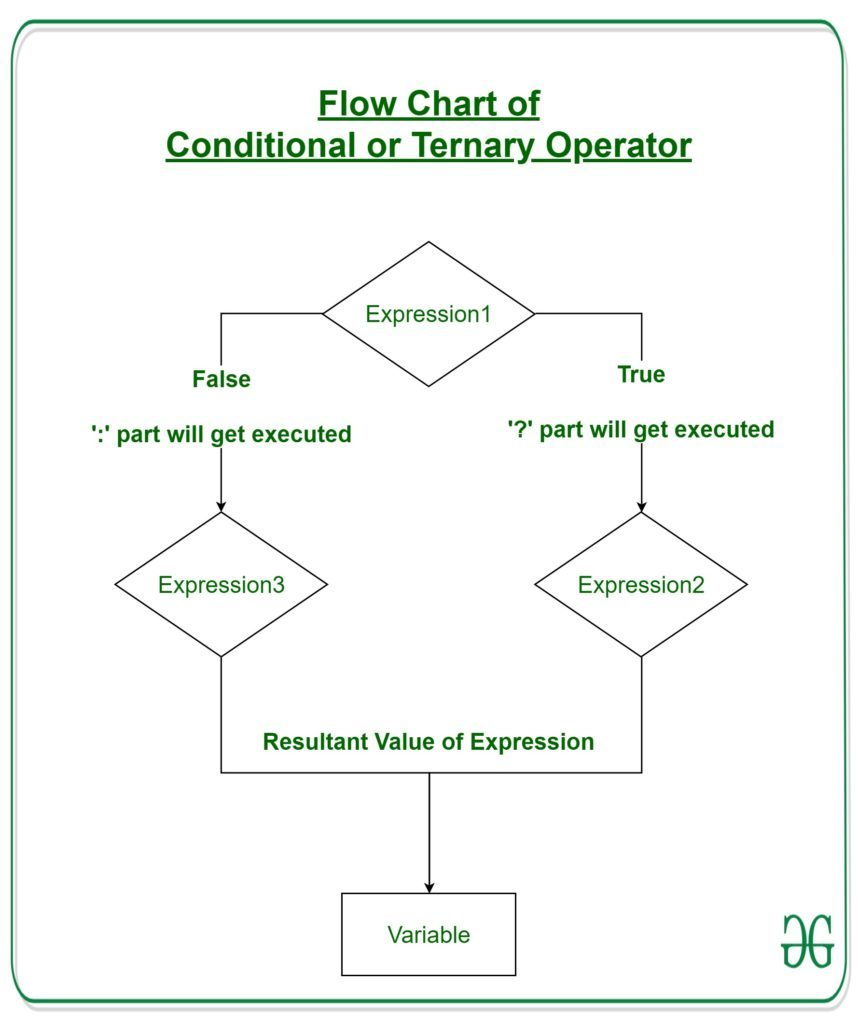 Flow Chart of
Conditional or Ternary Operator
Expression1
False
True
':' part will get executed
'?' part will get executed
Expression3
Expression2
Resultant Value of Expression
Variable